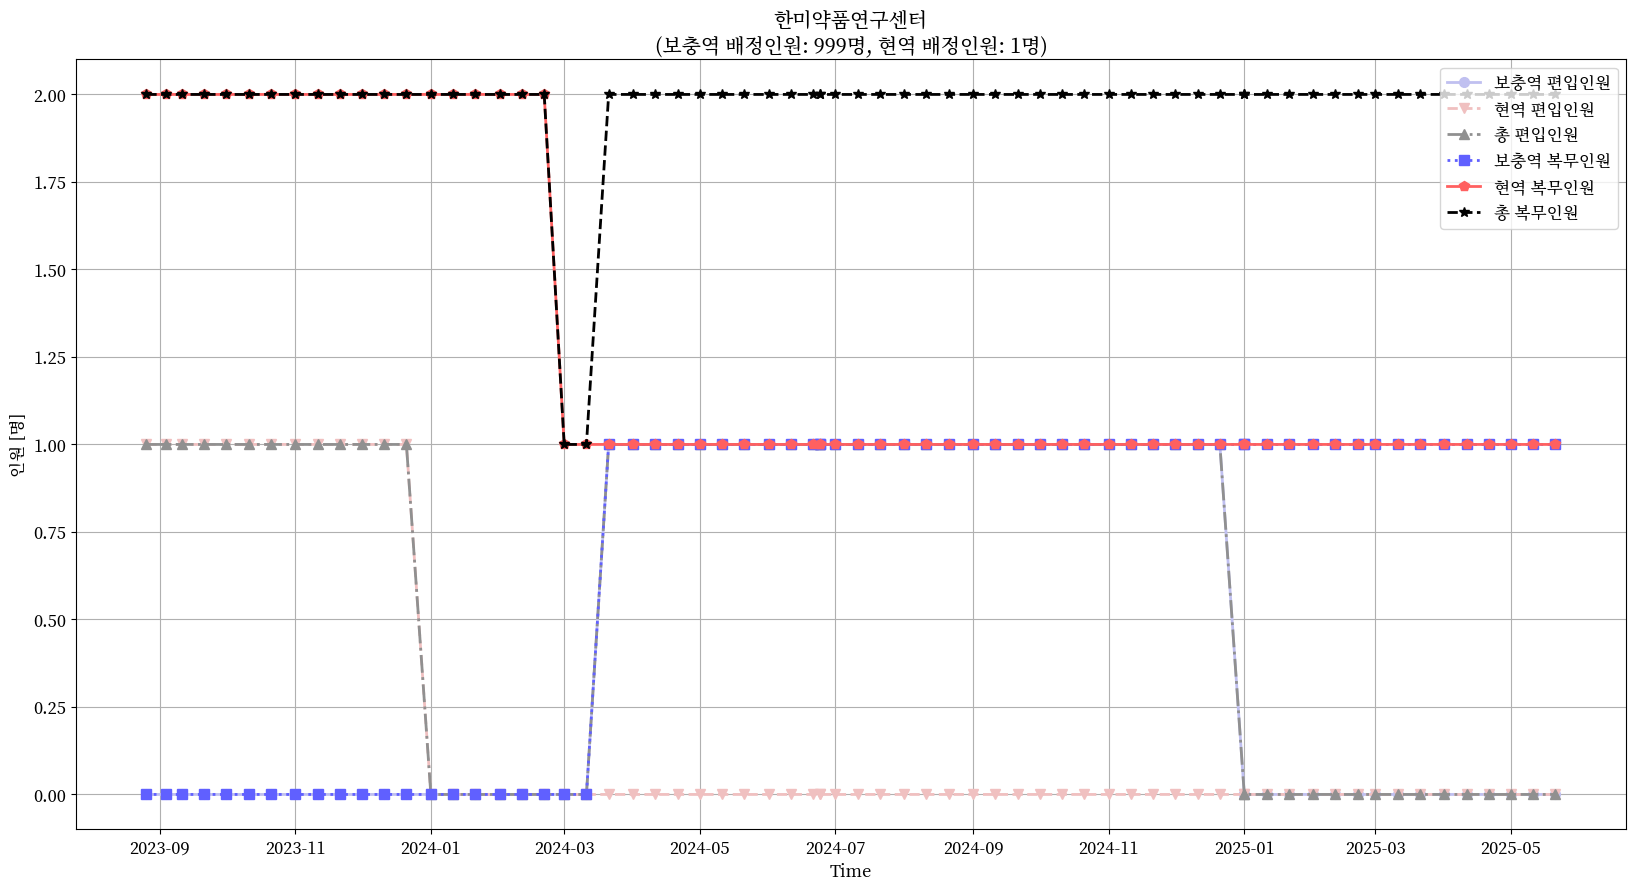 한미약품연구센터
(보충역 배정인원: 999명, 현역 배정인원: 1명)
보충역 편입인원
현역 편입인원
총 편입인원
보충역 복무인원
현역 복무인원
총 복무인원
인원 [명]
2.00
1.75
1.50
1.25
1.00
0.75
0.50
0.25
0.00
2023-09 2023-11 2024-01 2024-03 2024-05 2024-07 2024-09 2024-11 2025-01 2025-03 2025-05
Time